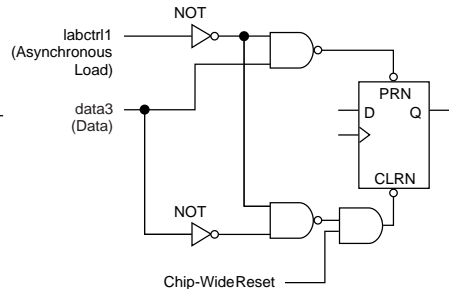 NOT
labctrl1
(Asynchronous
Load)
PRN
data3
(Data)
D
Q
CLRN
NOT
Chip-WideReset